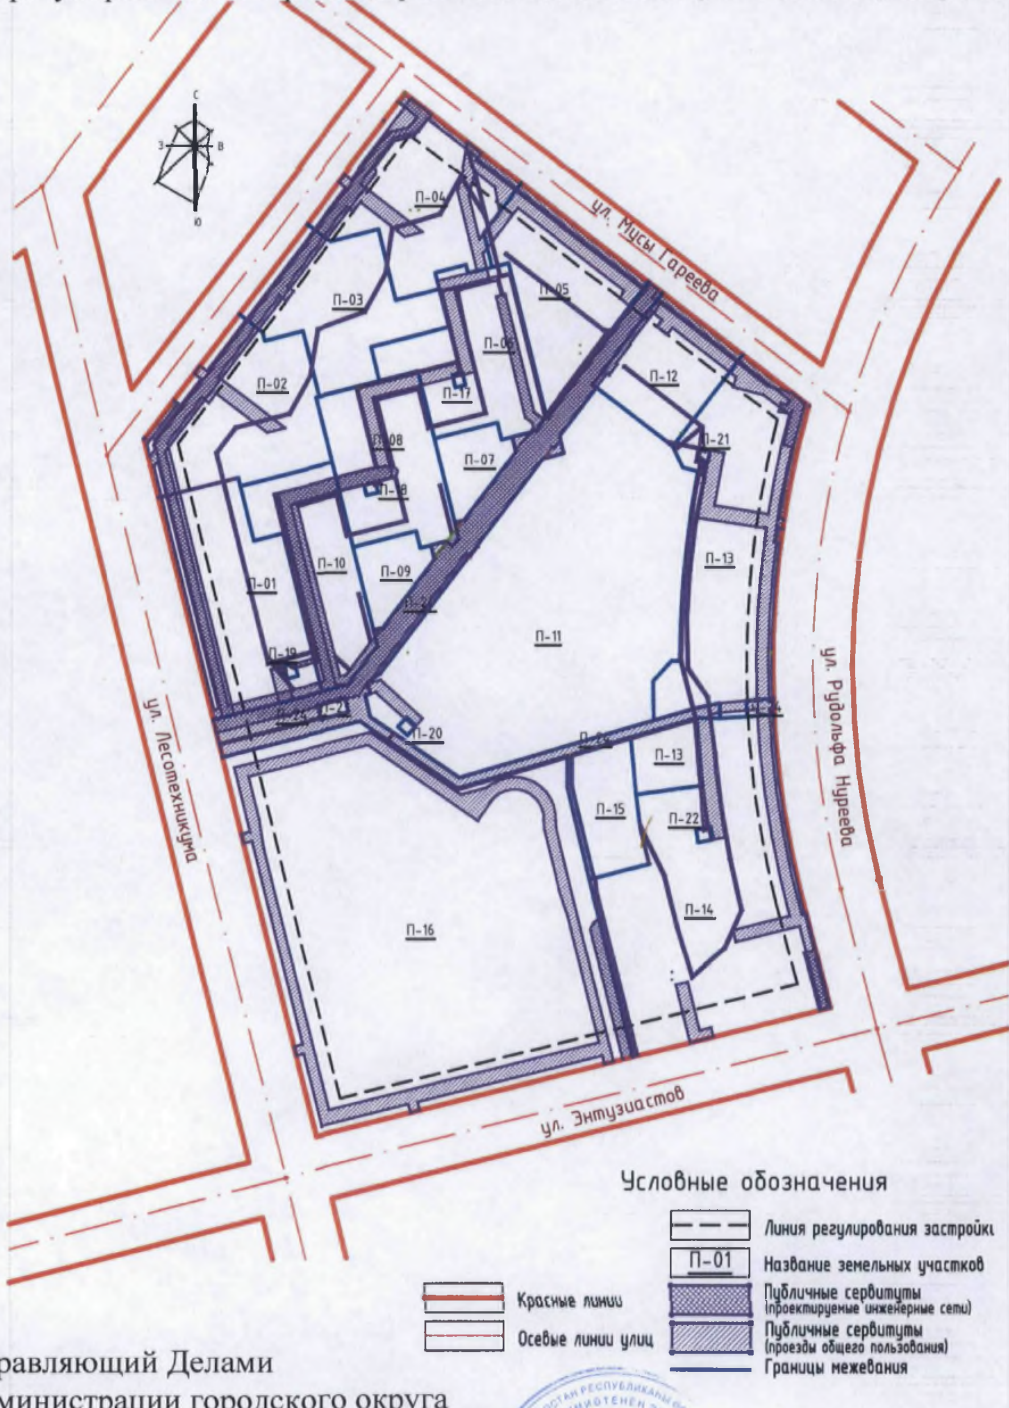 С
З
В
Ю
ул. Мусы Гареева
П-04
П-03
П-05
П-06
П-02
П-12
П-17
П-08
П-21
П-07
П-18
П-13
П-10
П-09
П-01
П-11
П-19
ул. Рудольфа Нуреева
ул. Лесотехникума
П-20
П-24
П-13
П-15
П-22
П-14
П-16
ул. Энтузиастов
Условные обозначения
Линия регулирования застройки
П-01
Название земельных участков
Красные линии
Публичные сервитуты
(проектируемые инженерные сети)
Осевые линии улиц
Публичные сервитуты
(проезды общего пользования)
Границы межевания
равляющий Делами
министрации городского округа